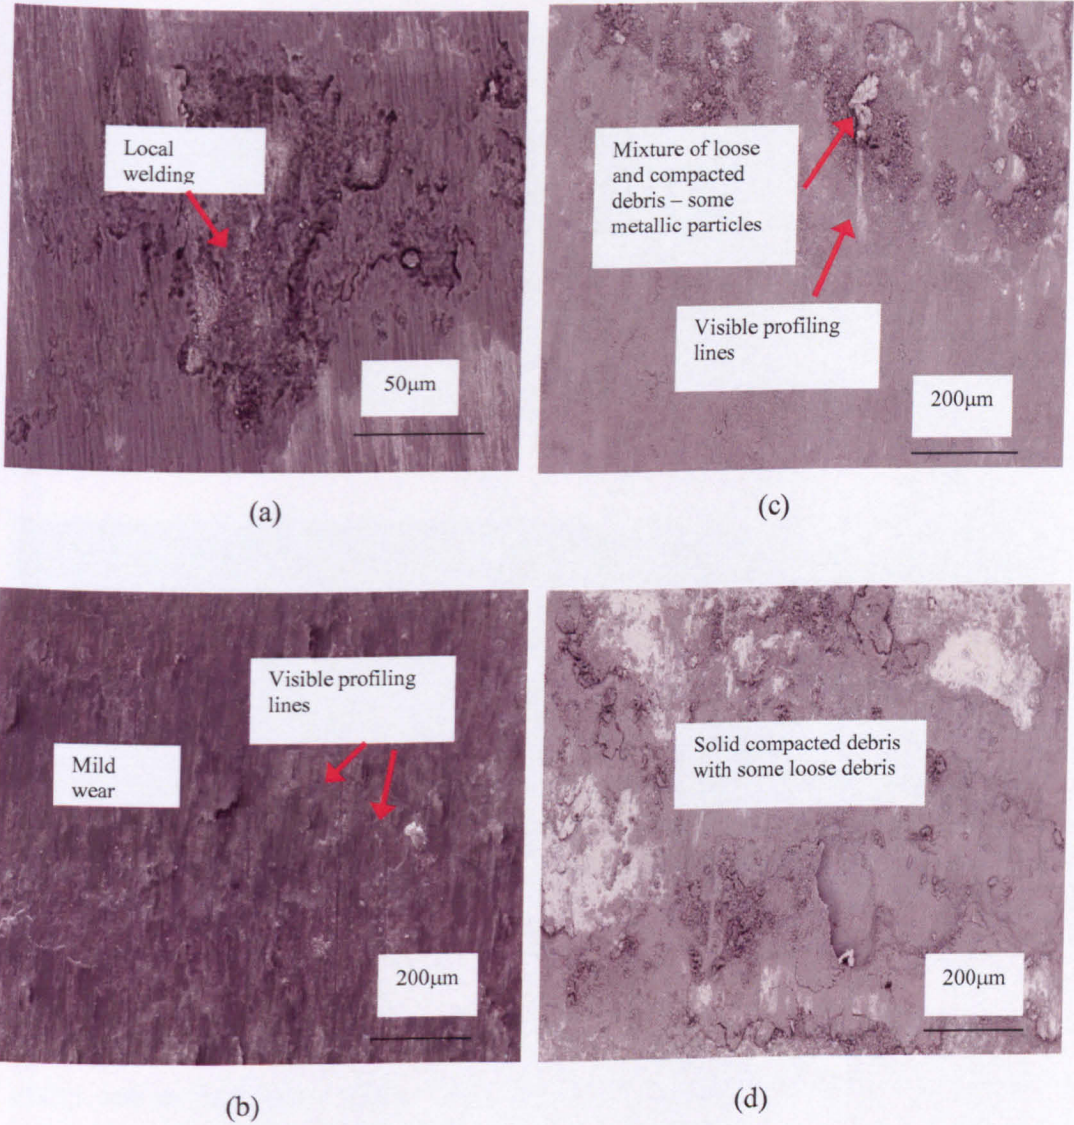 Local
welding
50μm
(a)
Mixture of loose
and compacted
debris – some
metallic particles
Visible profiling
lines
200μm
(c)
Visible profiling
lines
Mild
wear
200μm
(b)
Solid compacted debris
with some loose debris
200μm
(d)